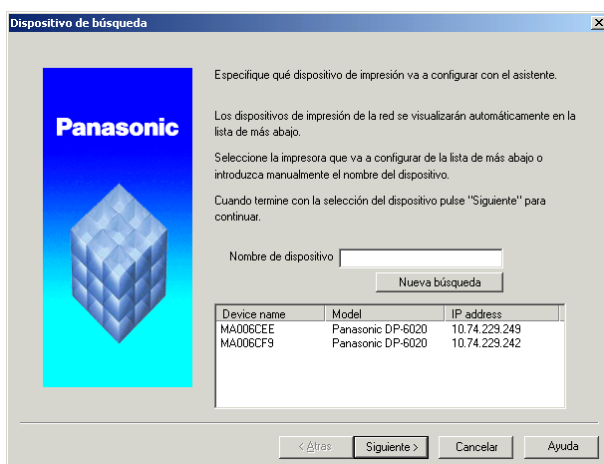 Dispositivo de búsqueda
Panasonic
Especifique qué dispositivo de impresión va a configurar con el asistente.
Los dispositivos de impresión de la red se visualizarán automáticamente en la
lista de más abajo.
Seleccione la impresora que va a configurar de la lista de más abajo o
introduzca manualmente el nombre del dispositivo.
Cuando termine con la selección del dispositivo pulse "Siguiente" para
continuar.
Nombre de dispositivo
Nueva búsqueda
Device name Model IP address
MA006CEE Panasonic DP-6020 10.74.229.249
MA006CF9 Panasonic DP-6020 10.74.229.242
< Atras Siguiente > Cancelar Ayuda